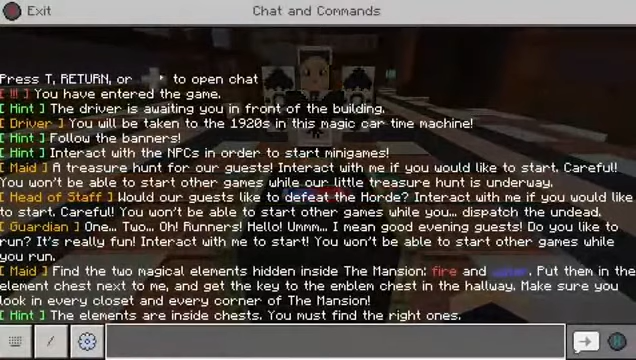 Exit
Chat and Commands
Press T, RETURN, or to open chat
[ !!! ] You have entered the game.
[ Hint ] The driver is awaiting you in front of the building.
[ Driver ] You will be taken to the 1920s in this magic car time machine!
[ Hint ] Follow the banners!
[ Hint ] Interact with the NPCs in order to start minigames!
[ Maid ] A treasure hunt for our guests! Interact with me if you would like to start. Careful!
You won't be able to start other games while our little treasure hunt is underway.
[ Head of Staff ] Would our guests like to defeat the Horde? Interact with me if you would like
to start. Careful! You won't be able to start other games while you... dispatch the undead.
[ Guardian ] One... Two... Oh! Runners! Hello! Ummm... I mean good evening guests! Do you like to
run? It's really fun! Interact with me to start! You won't be able to start other games while
you run.
[ Maid ] Find the two magical elements hidden inside The Mansion: fire and water. Put them in the
element chest next to me, and get the key to the emblem chest in the hallway. Make sure you
look in every closet and every corner of The Mansion!
[ Hint ] The elements are inside chests. You must find the right ones.